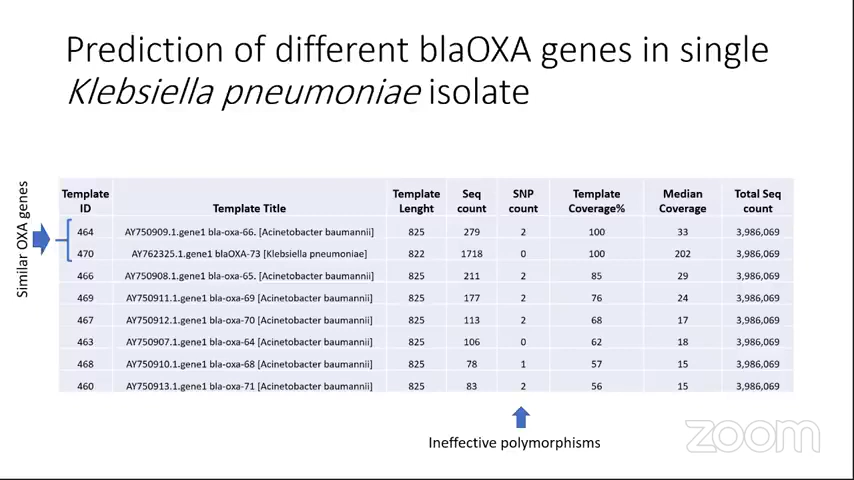 Prediction of different blaOXA genes in single
Klebsiella pneumoniae isolate
Similar OXA genes
Template ID Template Title Template Lenght Seq count SNP count Template Coverage% Median Coverage Total Seq count
464 AY750909.1.gene1 bla-oxa-66. [Acinetobacter baumannii] 825 279 2 100 33 3,986,069
470 AY762325.1.gene1 blaOXA-73 [Klebsiella pneumoniae] 822 1718 0 100 202 3,986,069
466 AY750908.1.gene1 bla-oxa-65. [Acinetobacter baumannii] 825 211 2 85 29 3,986,069
469 AY750911.1.gene1 bla-oxa-69 [Acinetobacter baumannii] 825 177 2 76 24 3,986,069
467 AY750912.1.gene1 bla-oxa-70 [Acinetobacter baumannii] 825 113 2 68 17 3,986,069
463 AY750907.1.gene1 bla-oxa-64 [Acinetobacter baumannii] 825 106 0 62 18 3,986,069
468 AY750910.1.gene1 bla-oxa-68 [Acinetobacter baumannii] 825 78 1 57 15 3,986,069
460 AY750913.1.gene1 bla-oxa-71 [Acinetobacter baumannii] 825 83 2 56 15 3,986,069
Ineffective polymorphisms
zoom